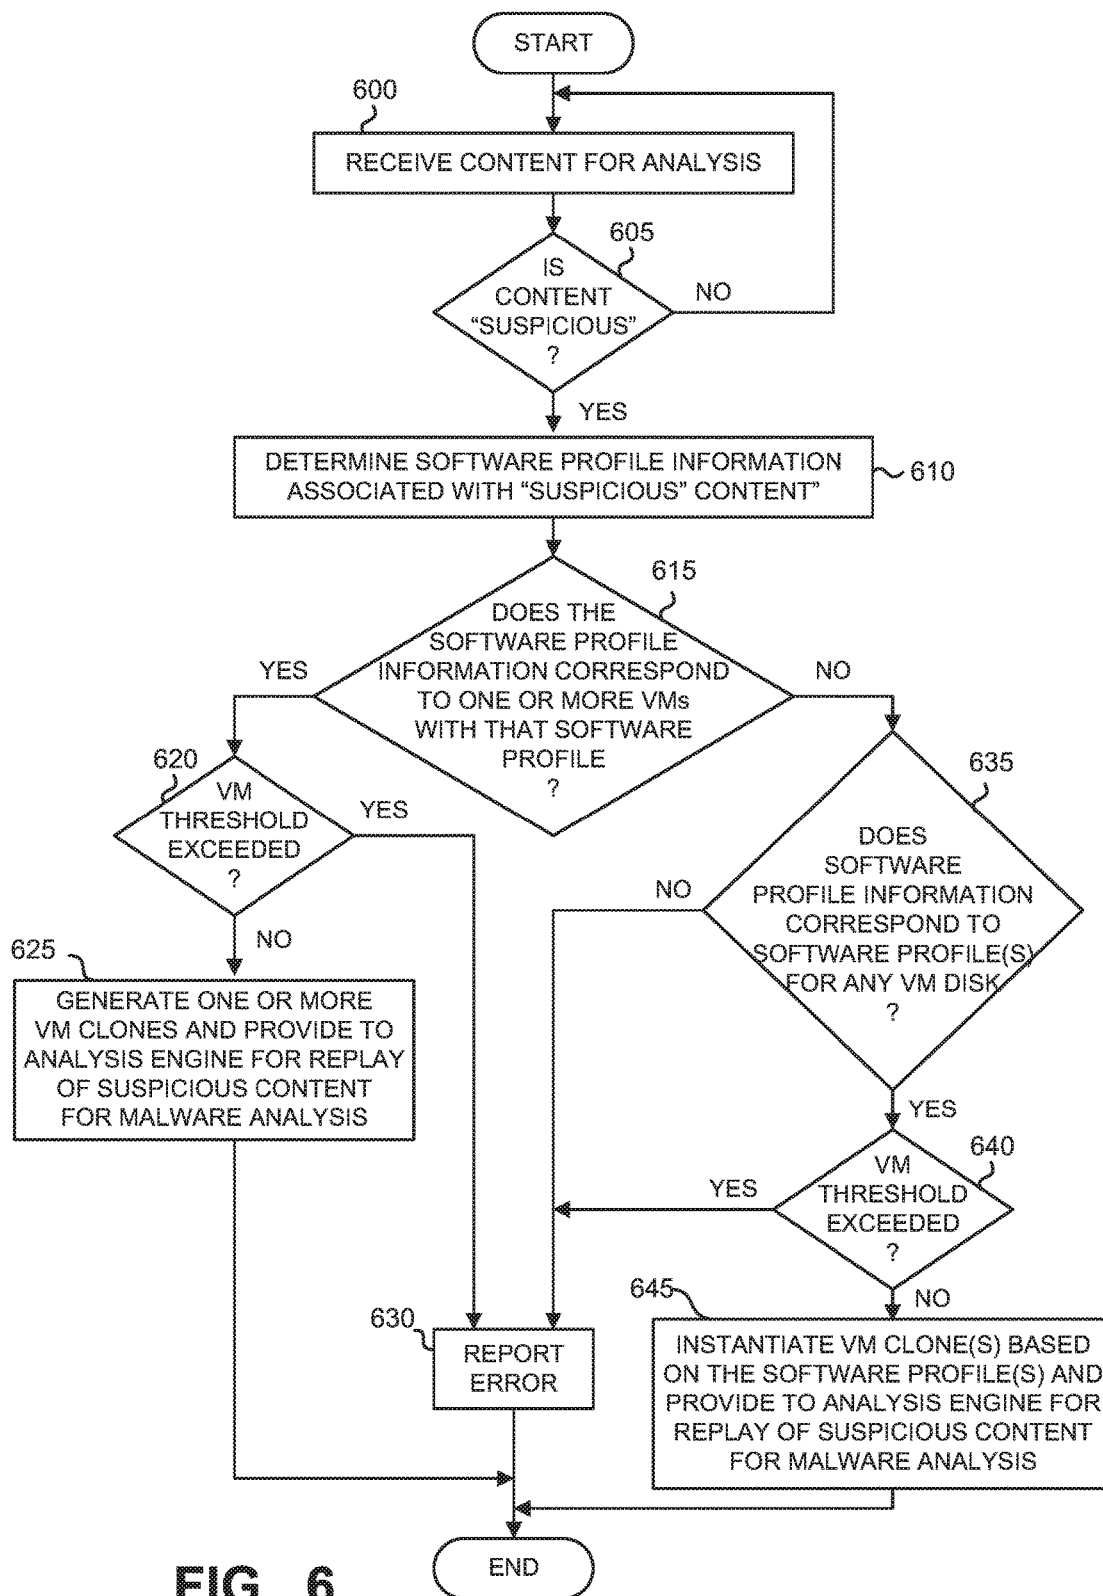 START
600
RECEIVE CONTENT FOR ANALYSIS
605
IS
CONTENT
“SUSPICIOUS”
?
NO
YES
DETERMINE SOFTWARE PROFILE INFORMATION
ASSOCIATED WITH “SUSPICIOUS” CONTENT”
610
615
DOES THE
SOFTWARE PROFILE
INFORMATION CORRESPOND
TO ONE OR MORE VMs
WITH THAT SOFTWARE
PROFILE
?
YES
NO
620
VM
THRESHOLD
EXCEEDED
?
YES
NO
625
GENERATE ONE OR MORE
VM CLONES AND PROVIDE TO
ANALYSIS ENGINE FOR REPLAY
OF SUSPICIOUS CONTENT
FOR MALWARE ANALYSIS
635
DOES
SOFTWARE
PROFILE INFORMATION
CORRESPOND TO
SOFTWARE PROFILE(S)
FOR ANY VM DISK
?
NO
YES
640
VM
THRESHOLD
EXCEEDED
?
YES
NO
630
REPORT
ERROR
645
INSTANTIATE VM CLONE(S) BASED
ON THE SOFTWARE PROFILE(S) AND
PROVIDE TO ANALYSIS ENGINE FOR
REPLAY OF SUSPICIOUS CONTENT
FOR MALWARE ANALYSIS
END
FIG. 6